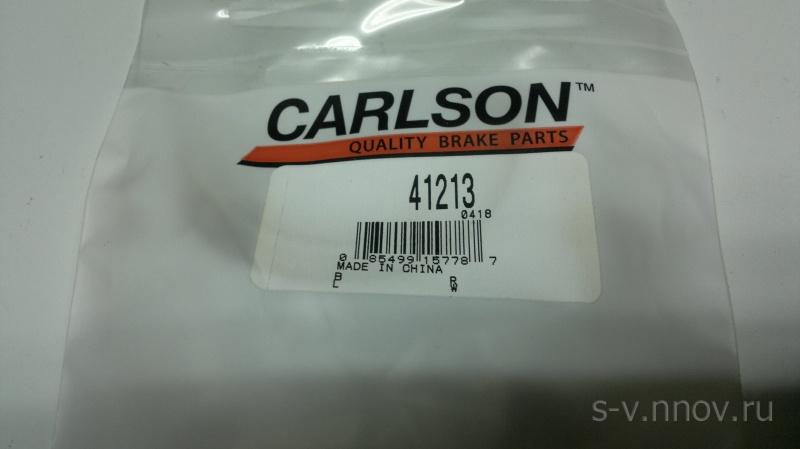 CARLSON™
QUALITY BRAKE PARTS
41213
0418
0 85499 15778 7
MADE IN CHINA
B R
L W
s-v.nnov.ru